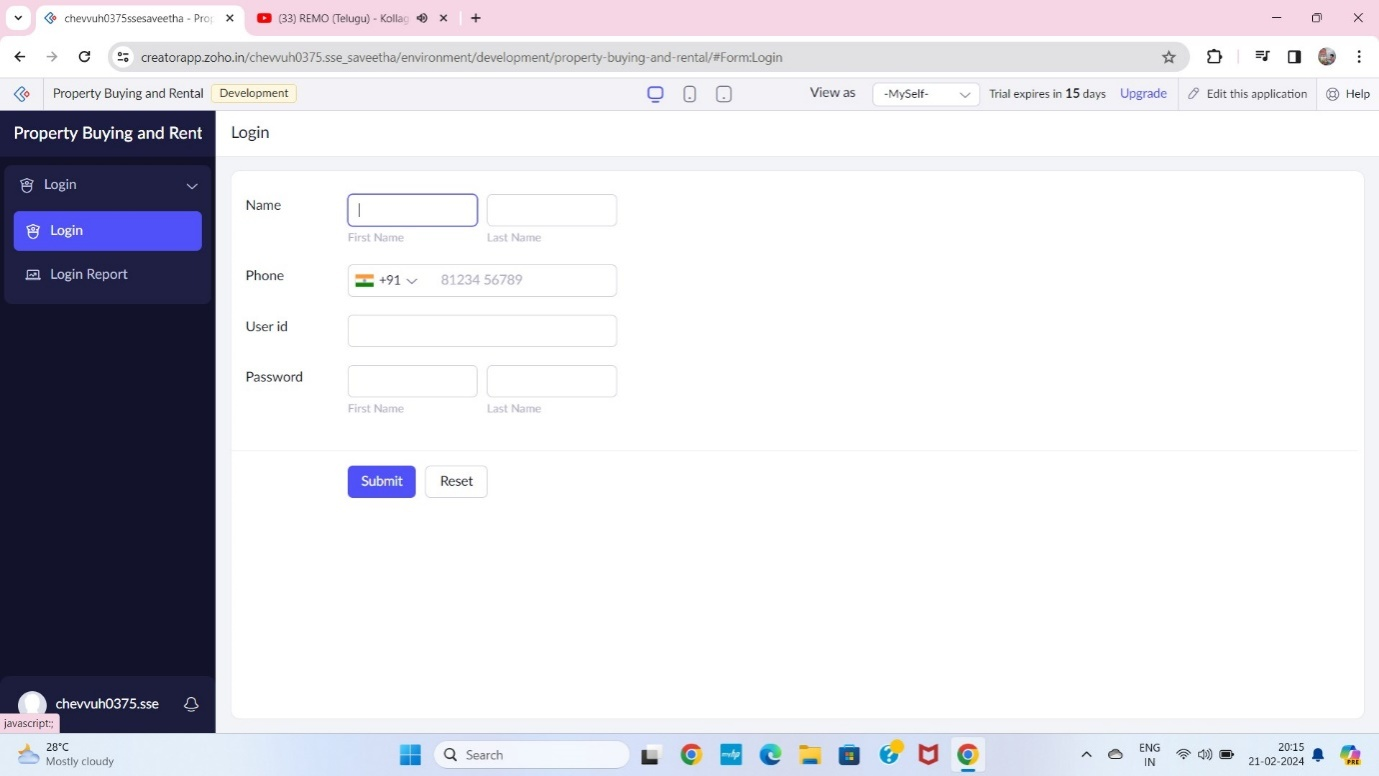 chevvuh0375ssesaveetha - Prop
(33) REMO (Telugu) - Kollag
creatorapp.zoho.in/chevvuh0375.sse_saveetha/environment/development/property-buying-and-rental/#Form:Login
Property Buying and Rental Development View as -MySelf- Trial expires in 15 days Upgrade Edit this application Help
Property Buying and Rent
Login
Login
Login
Login Report
Name
First Name Last Name
Phone +91 81234 56789
User id
Password
First Name Last Name
Submit Reset
chevvuh0375.sse
javascript:;
28°C
Mostly cloudy
Search
myhp
ENG
IN
20:15
21-02-2024
PRE